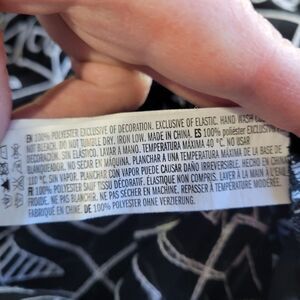 EN 100% POLYESTER EXCLUSIVE OF DECORATION. EXCLUSIVE OF ELASTIC. HAND WASH
NOT BLEACH. DO NOT TUMBLE DRY. IRON LOW. MADE IN CHINA. ES 100% poliéster EXCLUSIV
DECORACIÓN. SIN ELÁSTICO. LAVAR A MANO. TEMPERATURA MÁXIMA 40 °C. NO USAR
BLANQUEADOR. NO SECAR EN MÁQUINA. PLANCHAR A UNA TEMPERATURA MÁXIMA DE LA BASE DE
SIN VAPOR. PLANCHAR CON VAPOR PUEDE CAUSAR DAÑO IRREVERSIBLE. HECHO EN CHINA.
FR 100% POLYESTER SAUF TISSU DÉCORATIF. ÉLASTIQUE NON COMPRIS. LAVER À LA MAIN À L'EAU
FROIDE. NE PAS BLANCHIR. NE PAS SÉCHER EN MACHINE. REPASSER À TEMPÉRATURE MODÉRÉE.
FABRIQUÉ EN CHINE. DE 100% POLYESTER OHNE VERZIERUNG.